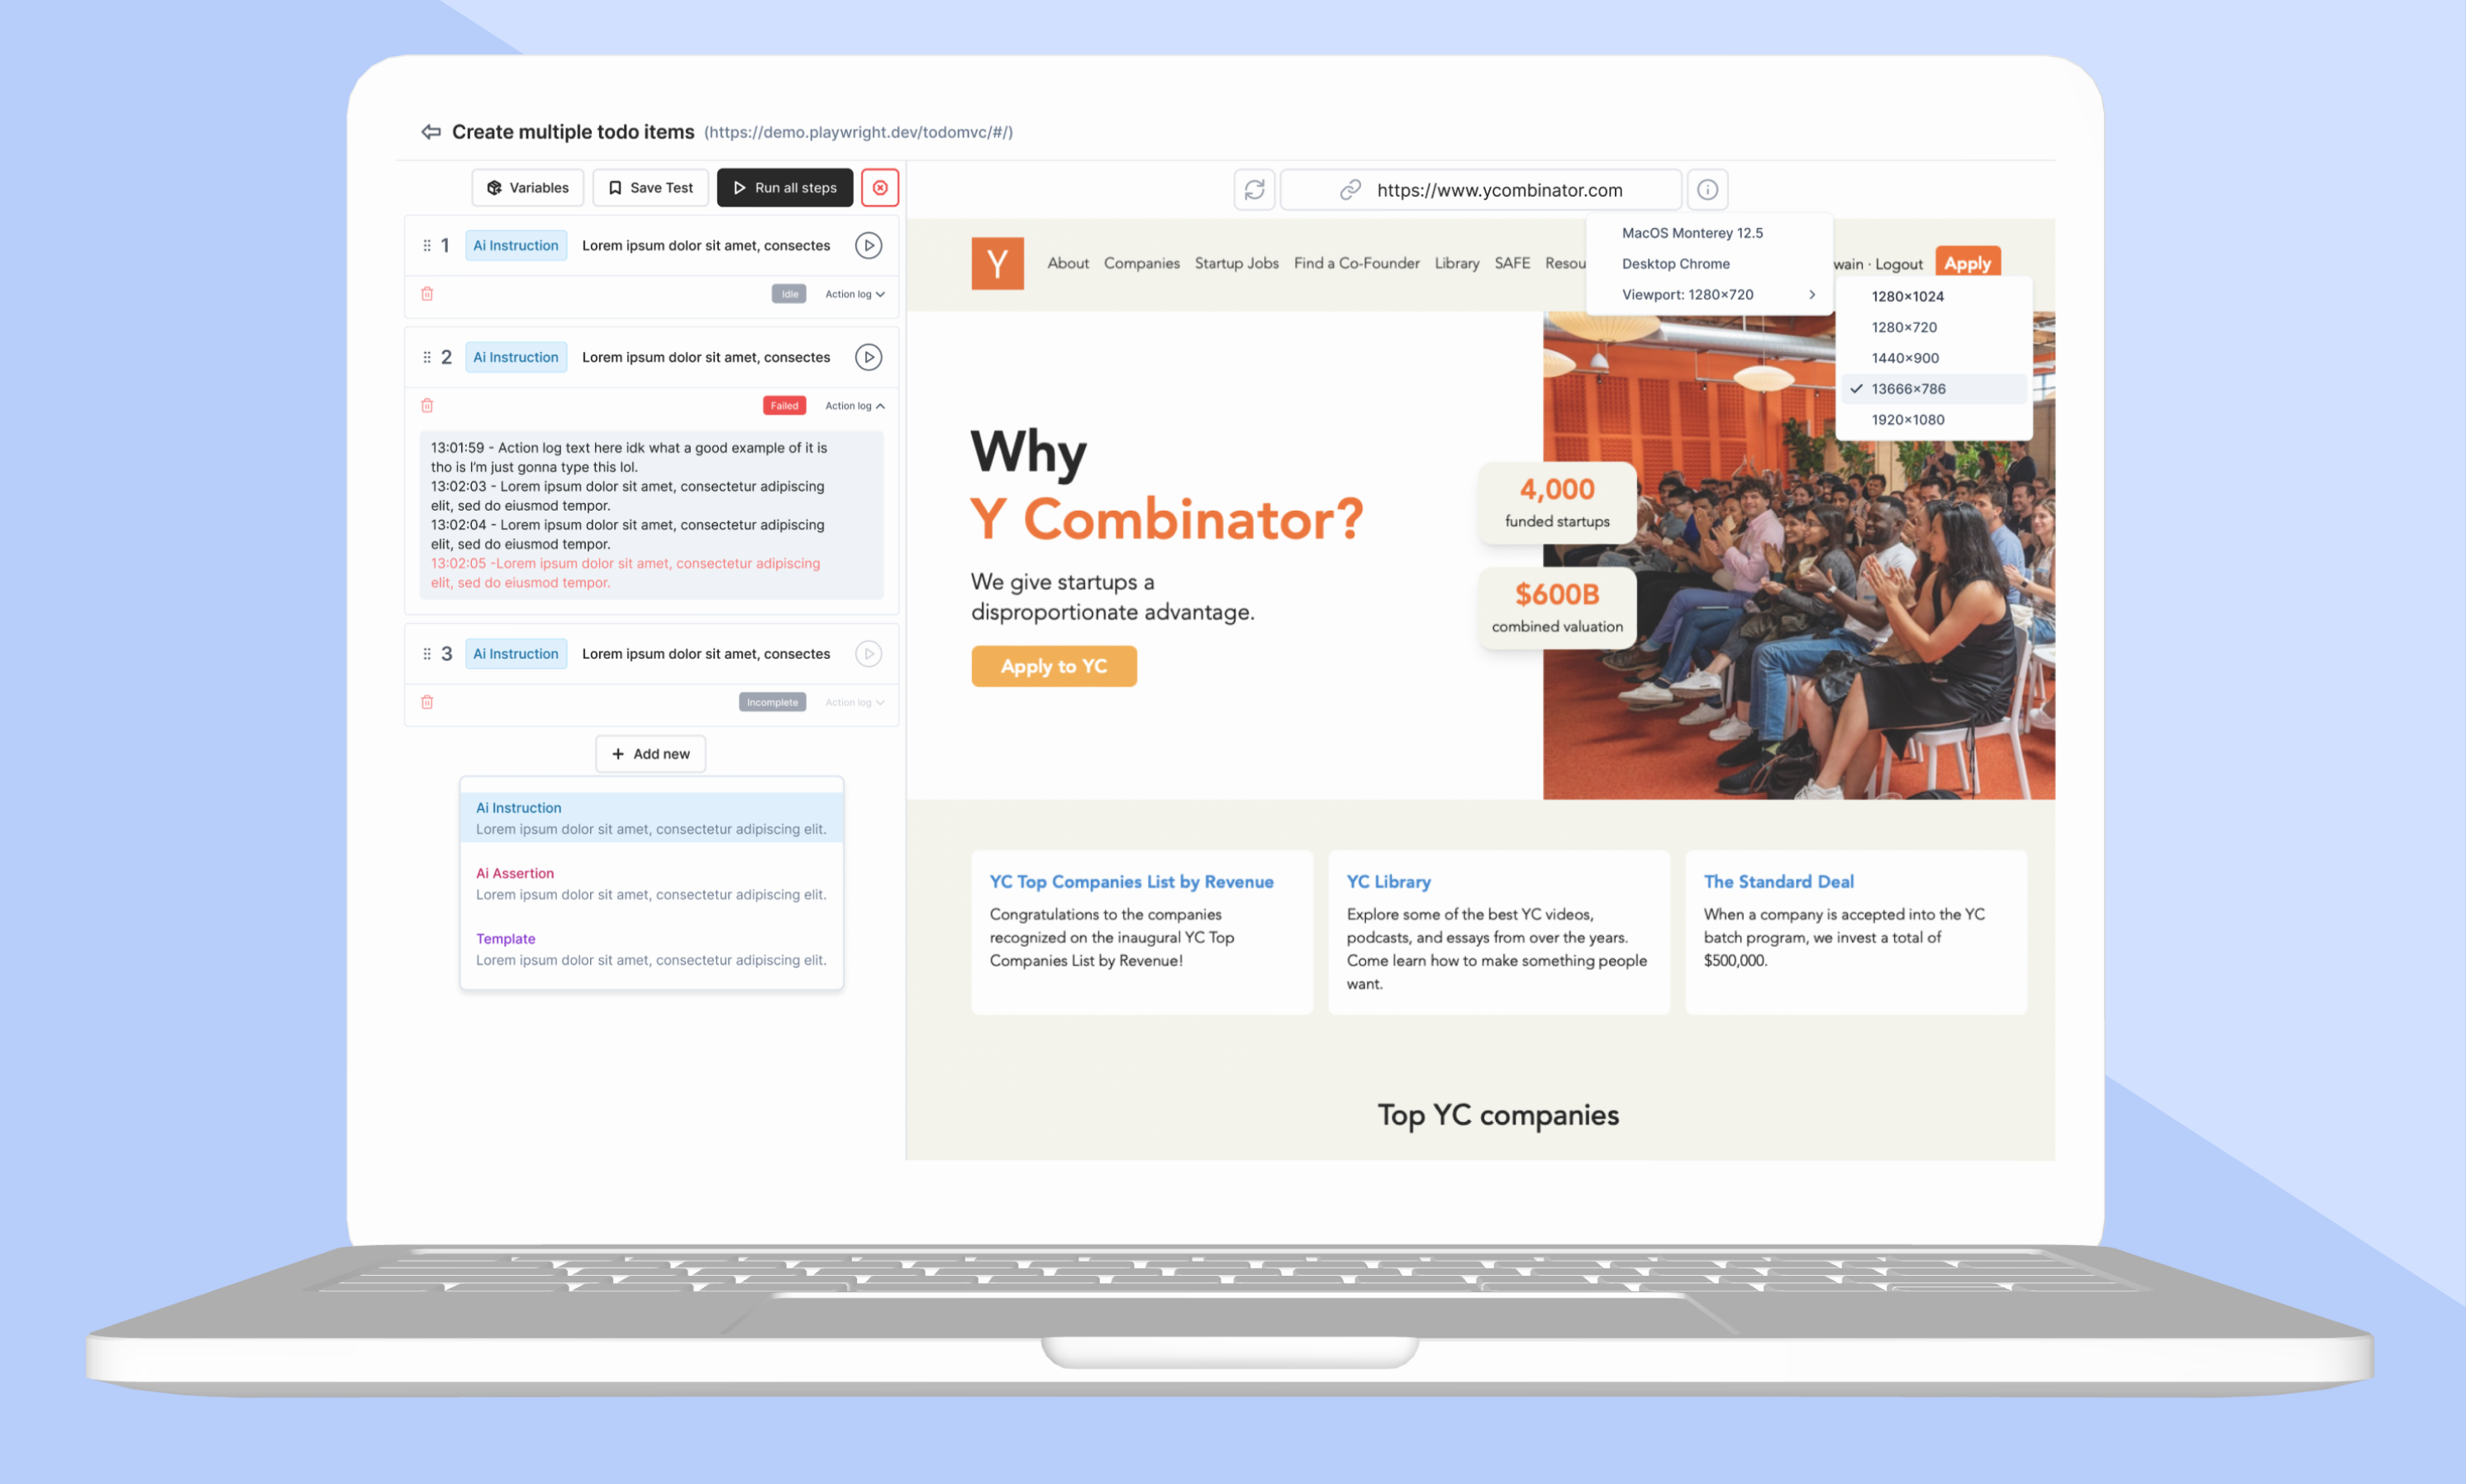 Create multiple todo items (https://demo.playwright.dev/todomvc/#/)
Variables
Save Test
Run all steps
1 Ai Instruction Lorem ipsum dolor sit amet, consectes
Idle Action log
2 Ai Instruction Lorem ipsum dolor sit amet, consectes
Failed Action log
13:01:59 - Action log text here idk what a good example of it is
tho is I'm just gonna type this lol.
13:02:03 - Lorem ipsum dolor sit amet, consectetur adipiscing
elit, sed do eiusmod tempor.
13:02:04 - Lorem ipsum dolor sit amet, consectetur adipiscing
elit, sed do eiusmod tempor.
13:02:05 -Lorem ipsum dolor sit amet, consectetur adipiscing
elit, sed do eiusmod tempor.
3 Ai Instruction Lorem ipsum dolor sit amet, consectes
Incomplete Action log
+ Add new
Ai Instruction
Lorem ipsum dolor sit amet, consectetur adipiscing elit.
Ai Assertion
Lorem ipsum dolor sit amet, consectetur adipiscing elit.
Template
Lorem ipsum dolor sit amet, consectetur adipiscing elit.
https://www.ycombinator.com
MacOS Monterey 12.5
Desktop Chrome
Viewport: 1280×720
1280×1024
1280×720
1440×900
13666×786
1920×1080
Y About Companies Startup Jobs Find a Co-Founder Library SAFE Resou
wain · Logout Apply
Why
Y Combinator?
We give startups a
disproportionate advantage.
Apply to YC
4,000
funded startups
$600B
combined valuation
YC Top Companies List by Revenue
Congratulations to the companies
recognized on the inaugural YC Top
Companies List by Revenue!
YC Library
Explore some of the best YC videos,
podcasts, and essays from over the years.
Come learn how to make something people
want.
The Standard Deal
When a company is accepted into the YC
batch program, we invest a total of
$500,000.
Top YC companies